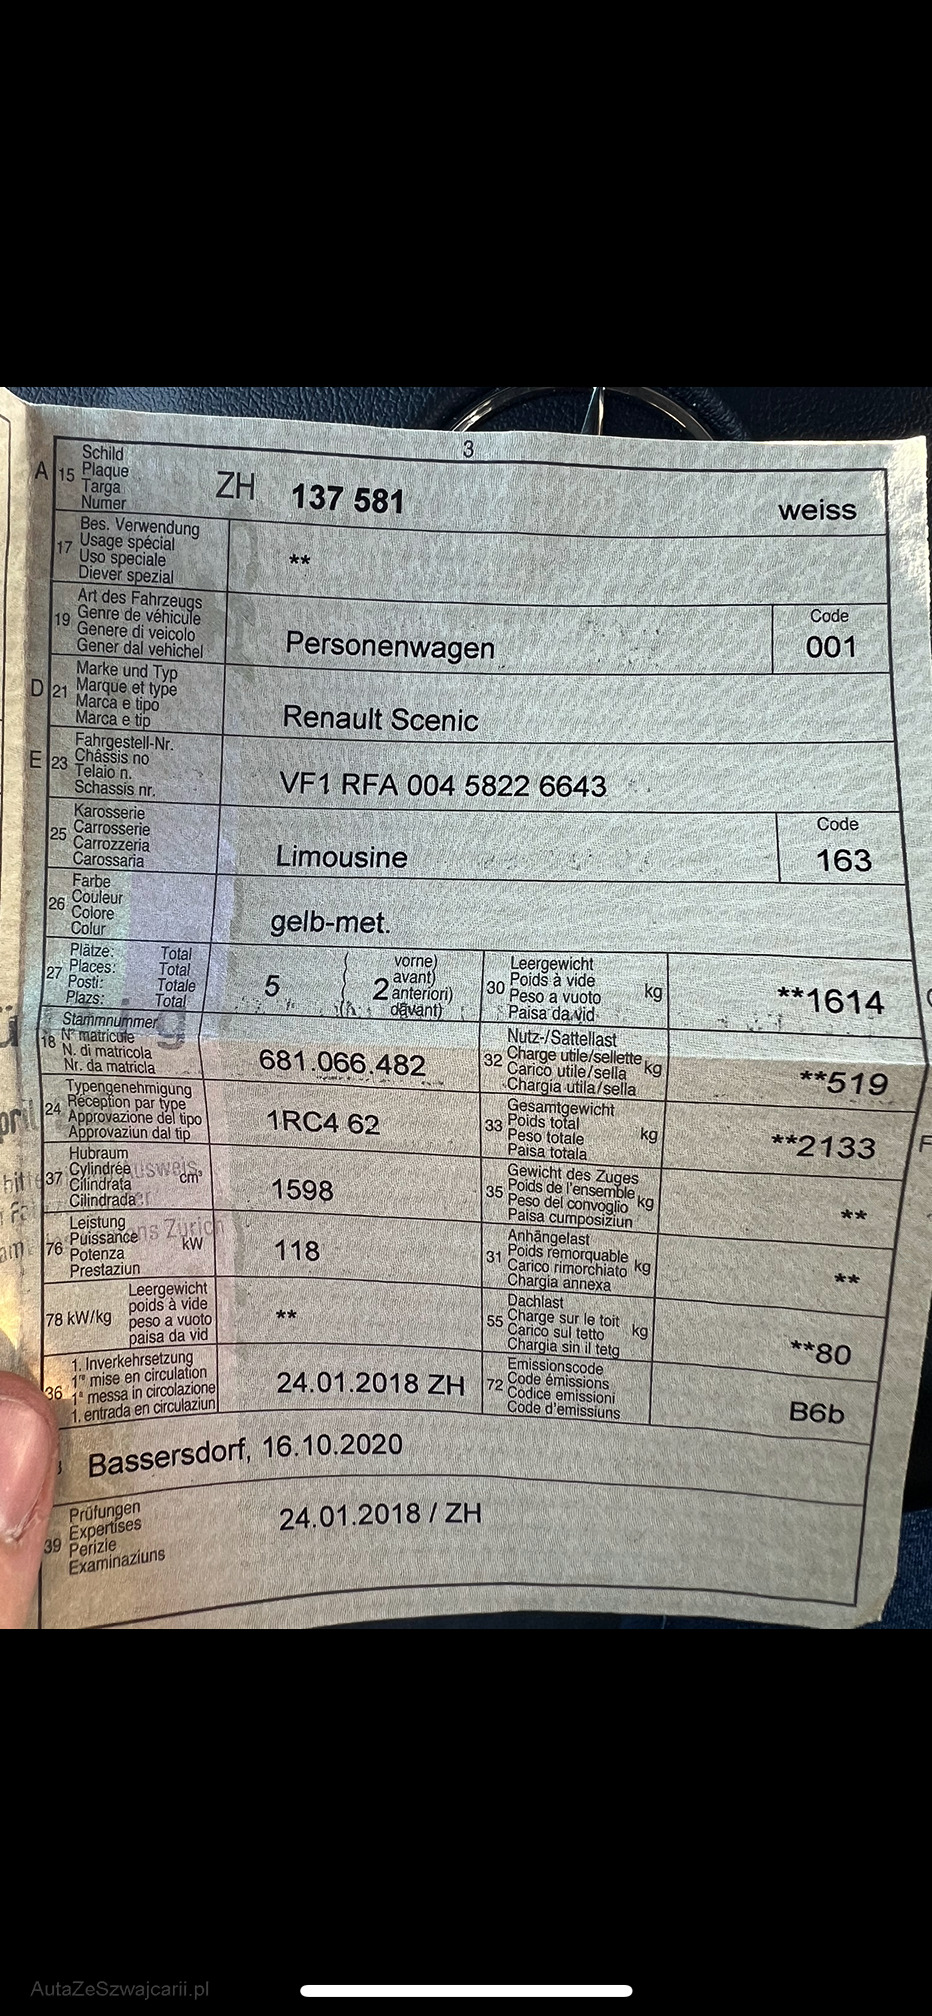 3
A 15 Schild
Plaque
Targa
Numer
ZH 137 581 weiss
17 Bes. Verwendung
Usage spécial
Uso speciale
Diever spezial
**
19 Art des Fahrzeugs
Genre de véhicule
Genere di veicolo
Gener dal vehichel
Personenwagen
Code
001
D 21 Marke und Typ
Marque et type
Marca e tipo
Marca e tip
Renault Scenic
E 23 Fahrgestell-Nr.
Châssis no
Telaio n.
Schassis nr.
VF1 RFA 004 5822 6643
25 Karosserie
Carrosserie
Carrozzeria
Carossaria
Limousine
Code
163
26 Farbe
Couleur
Colore
Colur
gelb-met.
27 Plätze: Total
Places: Total
Posti: Totale
Plazs: Total
5 ( 2 vorne)
avant)
anteriori)
davant)
30 Leergewicht
Poids à vide
Peso a vuoto
Paisa da vid
kg
**1614
18 Stammnummer
N° matricule
N. di matricola
Nr. da matricla
681.066.482
32 Nutz-/Sattellast
Charge utile/sellette
Carico utile/sella
Chargia utila/sella
kg
**519
24 Typengenehmigung
Réception par type
Approvazione del tipo
Approvaziun dal tip
1RC4 62
33 Gesamtgewicht
Poids total
Peso totale
Paisa totala
kg
**2133
37 Hubraum
Cylindrée
Cilindrata
Cilindrada
cm³
1598
35 Gewicht des Zuges
Poids de l'ensemble
Peso del convoglio
Paisa cumposiziun
kg
**
76 Leistung
Puissance
Potenza
Prestaziun
kW
118
31 Anhängelast
Poids remorquable
Carico rimorchiato
Chargia annexa
kg
**
78 kW/kg Leergewicht
poids à vide
peso a vuoto
paisa da vid
**
55 Dachlast
Charge sur le toit
Carico sul tetto
Chargia sin il tetg
kg
**80
36 1. Inverkehrsetzung
1re mise en circulation
1a messa in circolazione
1. entrada en circulaziun
24.01.2018 ZH
72 Emissionscode
Code émissions
Codice emissioni
Code d'emissiuns
B6b
Bassersdorf, 16.10.2020
39 Prüfungen
Expertises
Perizie
Examinaziuns
24.01.2018 / ZH
AutaZeSzwajcarii.pl